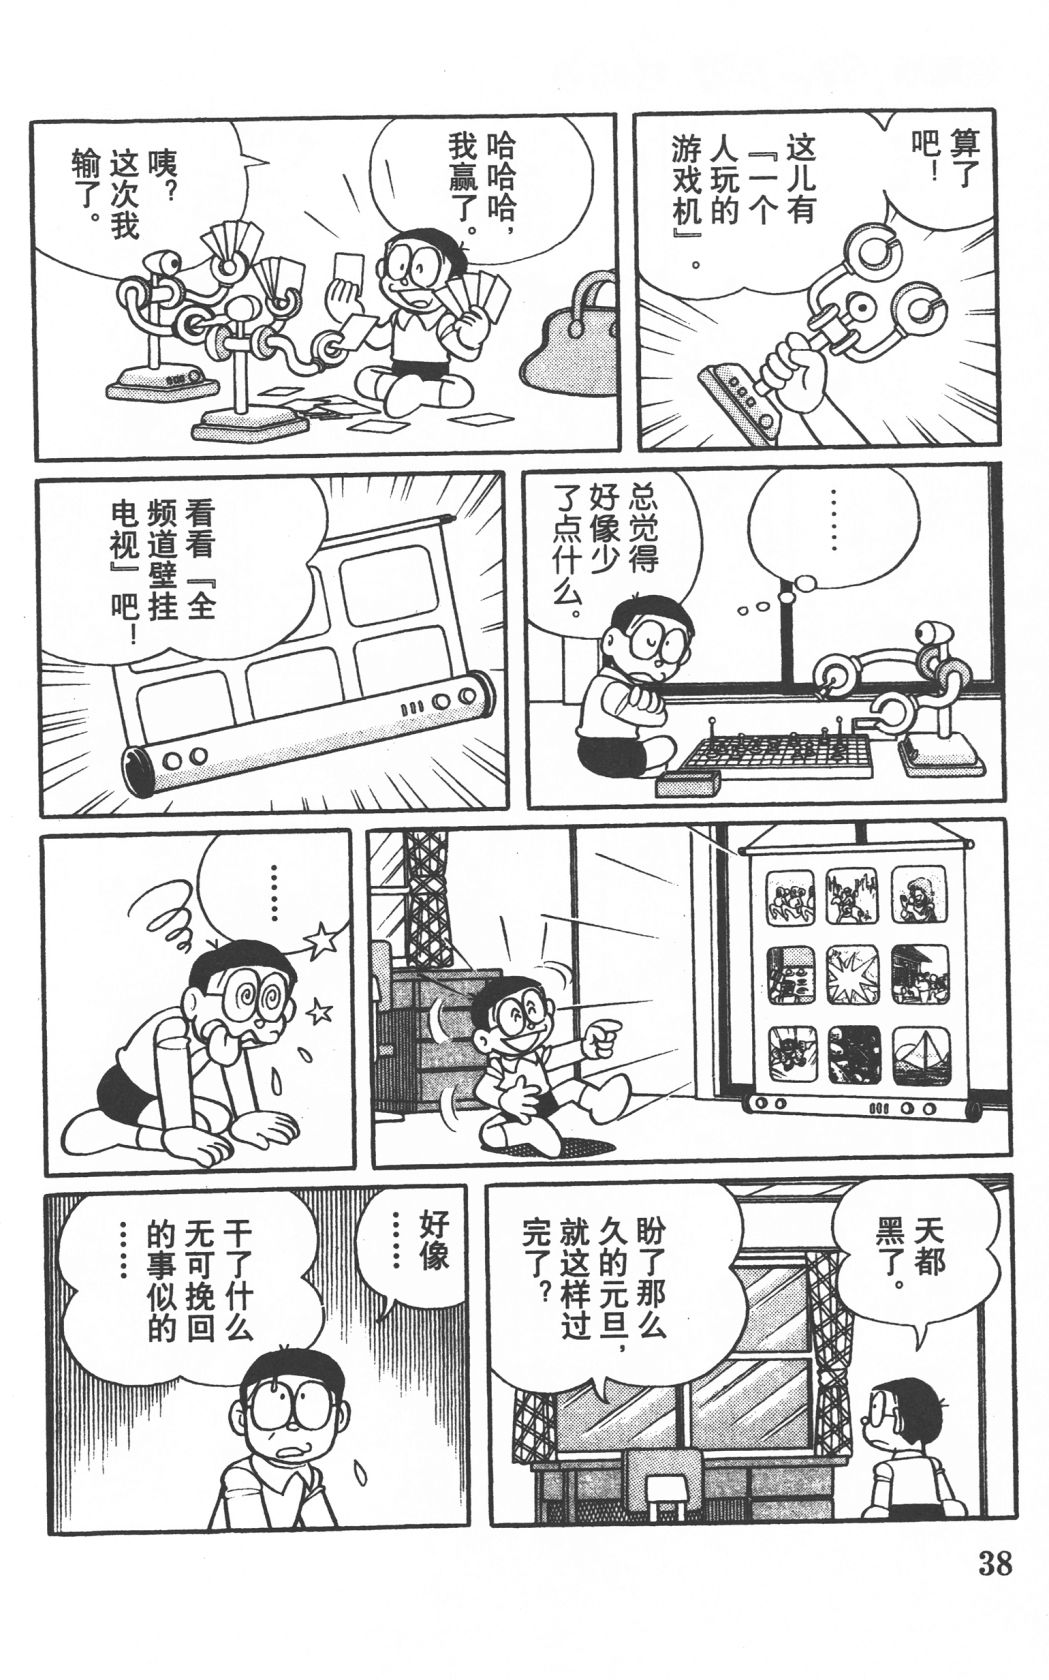 算了
吧！
这儿有
『一个
人玩的
游戏机』
。
哈哈哈，
我赢了。
咦？
这次我
输了。
……
总觉得
好像少
了点什么。
看看『全
频道壁挂
电视』吧！
……
天都
黑了。
盼了那么
久的元旦，
就这样过
完了？
好像
……
干了什么
无可挽回
的事似的
……
38